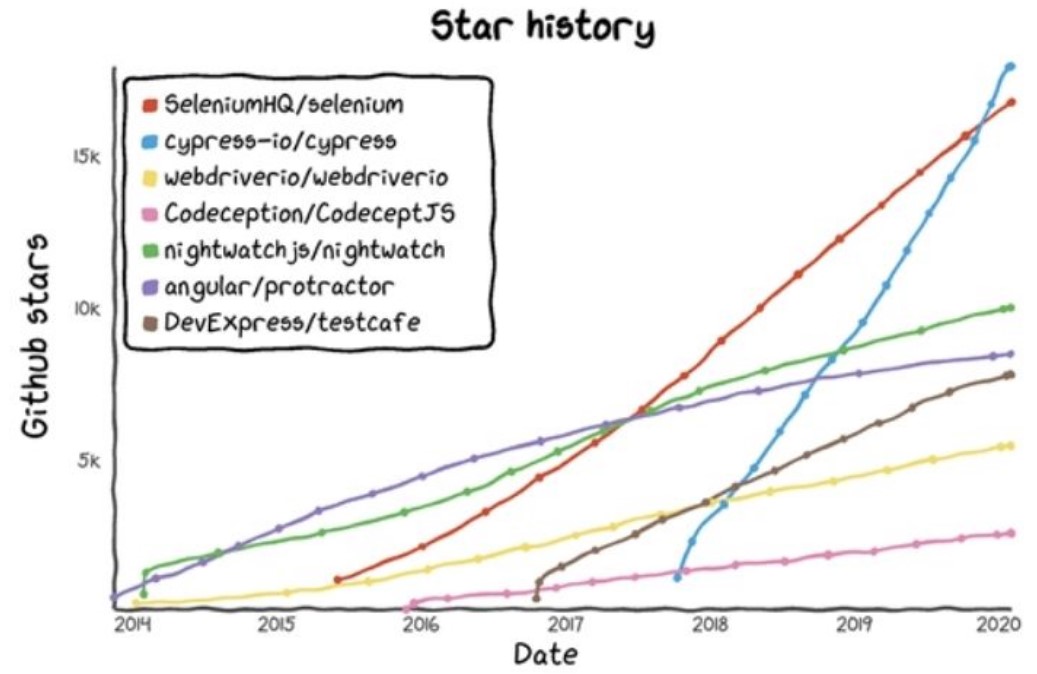 Star history
SeleniumHQ/selenium
cypress-io/cypress
webdriverio/webdriverio
Codeception/CodeceptJS
nightwatchjs/nightwatch
angular/protractor
DevExpress/testcafe
15k
10k
5k
Github stars
2014 2015 2016 2017 2018 2019 2020
Date